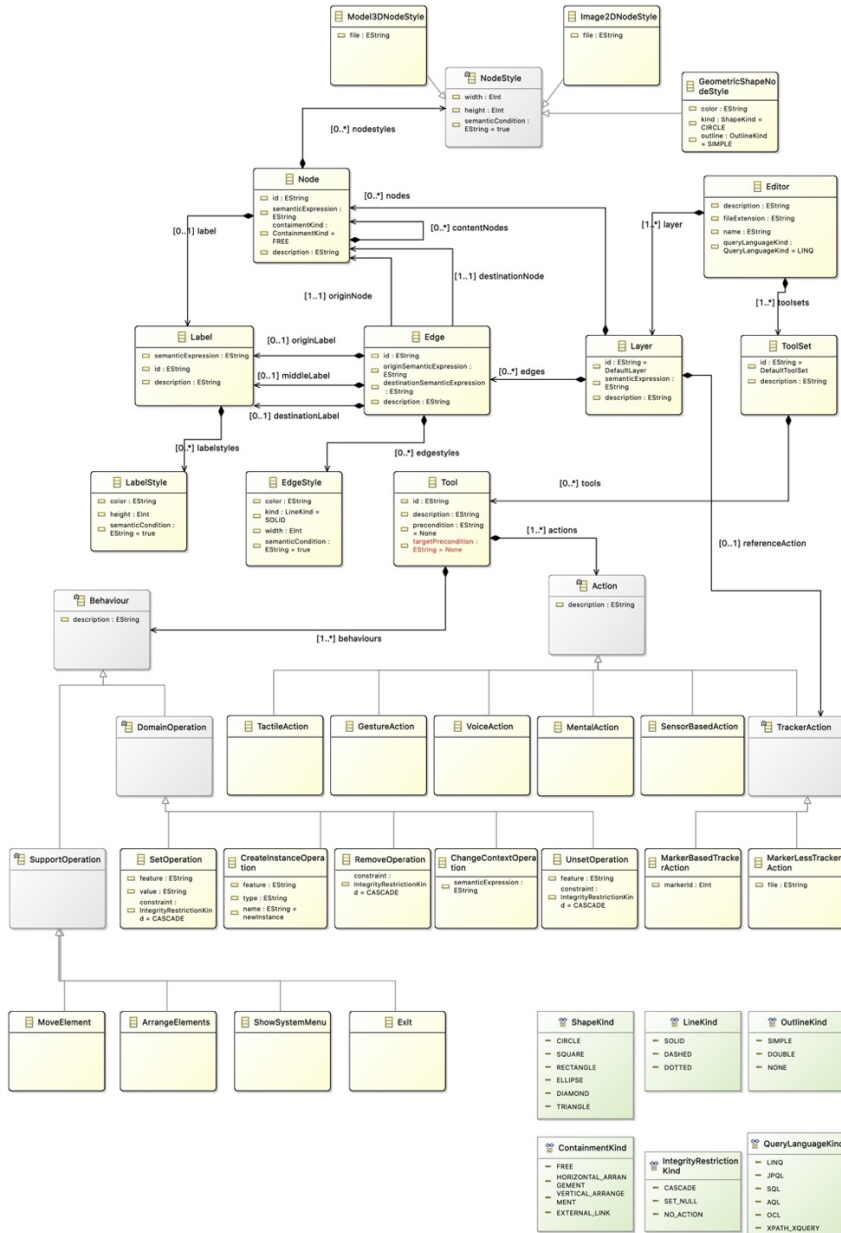 Model3DNodeStyle
file : EString
Image2DNodeStyle
file : EString
NodeStyle
width : EInt
height : EInt
semanticCondition :
EString = true
GeometricShapeNo
deStyle
color : EString
kind : ShapeKind =
CIRCLE
outline : OutlineKind
= SIMPLE
[0..*] nodestyles
Node
id : EString
semanticExpression :
EString
contaimentKind :
ContainmentKind =
FREE
description : EString
[0..*] nodes
[0..*] contentNodes
[0..1] label
[1..1] destinationNode
[1..1] originNode
Editor
description : EString
fileExtension : EString
name : EString
queryLanguageKind :
QueryLanguageKind = LINQ
[1..*] layer
[1..*] toolsets
Label
semanticExpression : EString
id : EString
description : EString
[0..1] originLabel
[0..1] middleLabel
[0..1] destinationLabel
Edge
id : EString
originSemanticExpression
: EString
destinationSemanticExpression
: EString
description : EString
[0..*] edges
Layer
id : EString =
DefaultLayer
semanticExpression :
EString
description : EString
ToolSet
id : EString =
DefaultToolSet
description : EString
[0..*] labelstyles
[0..*] edgestyles
LabelStyle
color : EString
height : EInt
semanticCondition :
EString = true
EdgeStyle
color : EString
kind : LineKind =
SOLID
width : EInt
semanticCondition :
EString = true
Tool
id : EString
description : EString
precondition : EString
= None
targetPrecondition :
EString = None
[0..*] tools
[1..*] actions
[0..1] referenceAction
Behaviour
description : EString
[1..*] behaviours
Action
description : EString
DomainOperation
TactileAction
GestureAction
VoiceAction
MentalAction
SensorBasedAction
TrackerAction
SupportOperation
SetOperation
feature : EString
value : EString
constraint :
IntegrityRestrictionKin
d = CASCADE
CreateInstanceOpera
tion
feature : EString
type : EString
name : EString =
newInstance
RemoveOperation
constraint :
IntegrityRestrictionKin
d = CASCADE
ChangeContextOpera
tion
semanticExpression :
EString
UnsetOperation
feature : EString
constraint :
IntegrityRestrictionKin
d = CASCADE
MarkerBasedTracke
rAction
markerId : EInt
MarkerLessTracker
Action
file : EString
MoveElement
ArrangeElements
ShowSystemMenu
Exit
ShapeKind
CIRCLE
SQUARE
RECTANGLE
ELLIPSE
DIAMOND
TRIANGLE
LineKind
SOLID
DASHED
DOTTED
OutlineKind
SIMPLE
DOUBLE
NONE
ContainmentKind
FREE
HORIZONTAL_ARRAN
GEMENT
VERTICAL_ARRANGE
MENT
EXTERNAL_LINK
IntegrityRestriction
Kind
CASCADE
SET_NULL
NO_ACTION
QueryLanguageKind
LINQ
JPQL
SQL
AQL
OCL
XPATH_XQUERY